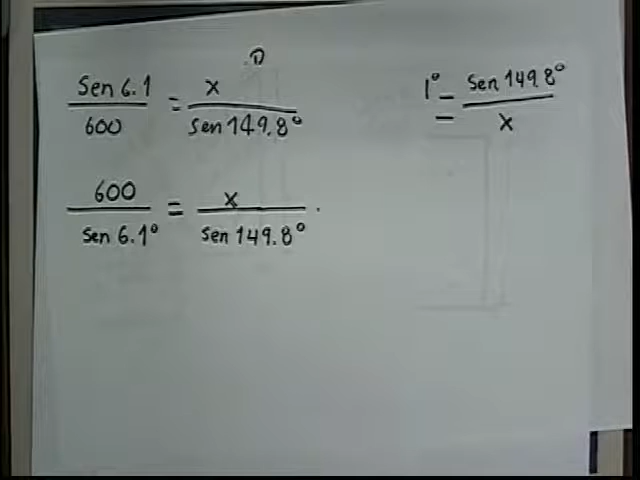 Sen 6.1 / 600 = x / Sen 149.8°
1° = Sen 149.8° / x
600 / Sen 6.1° = x / Sen 149.8°